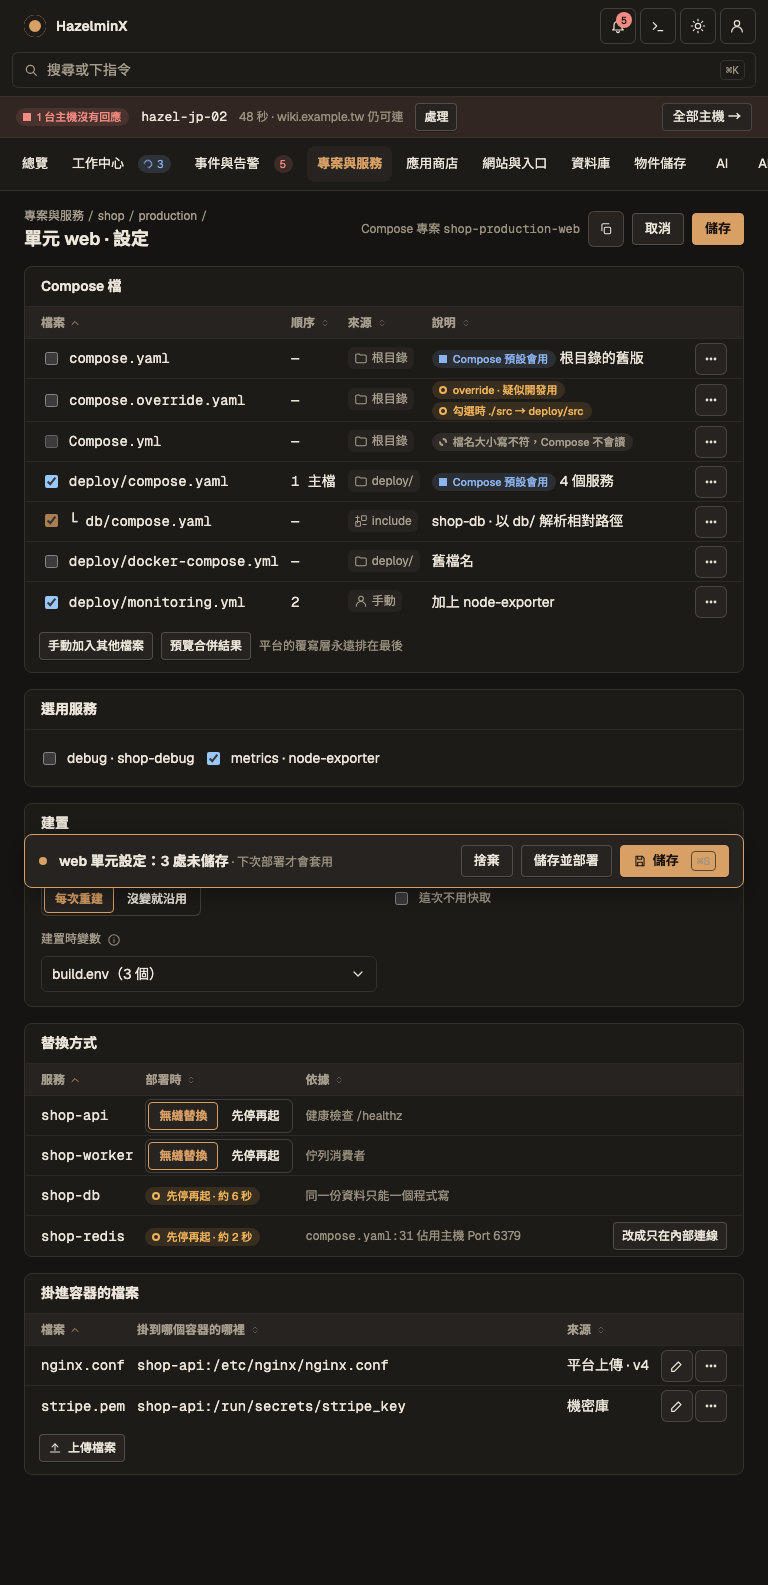 HazelminX
5
搜尋或下指令
⌘K
1 台主機沒有回應 hazel-jp-02 48 秒 · wiki.example.tw 仍可連 處理 全部主機 →
總覽 工作中心 3 事件與告警 5 專案與服務 應用商店 網站與入口 資料庫 物件儲存 AI
專案與服務 / shop / production /
單元 web · 設定
Compose 專案 shop-production-web 取消 儲存
Compose 檔
檔案 順序 來源 說明
compose.yaml — 根目錄 Compose 預設會用 根目錄的舊版
compose.override.yaml — 根目錄 override · 疑似開發用
勾選時 ./src → deploy/src
Compose.yml — 根目錄 檔名大小寫不符，Compose 不會讀
deploy/compose.yaml 1 主檔 deploy/ Compose 預設會用 4 個服務
└ db/compose.yaml — include shop-db · 以 db/ 解析相對路徑
deploy/docker-compose.yml — deploy/ 舊檔名
deploy/monitoring.yml 2 手動 加上 node-exporter
手動加入其他檔案 預覽合併結果 平台的覆寫層永遠排在最後
選用服務
debug · shop-debug metrics · node-exporter
建置
web 單元設定：3 處未儲存 · 下次部署才會套用 捨棄 儲存並部署 儲存 ⌘S
每次重建 沒變就沿用 這次不用快取
建置時變數
build.env（3 個）
替換方式
服務 部署時 依據
shop-api 無縫替換 先停再起 健康檢查 /healthz
shop-worker 無縫替換 先停再起 佇列消費者
shop-db 先停再起 · 約 6 秒 同一份資料只能一個程式寫
shop-redis 先停再起 · 約 2 秒 compose.yaml:31 佔用主機 Port 6379 改成只在內部連線
掛進容器的檔案
檔案 掛到哪個容器的哪裡 來源
nginx.conf shop-api:/etc/nginx/nginx.conf 平台上傳 · v4
stripe.pem shop-api:/run/secrets/stripe_key 機密庫
上傳檔案